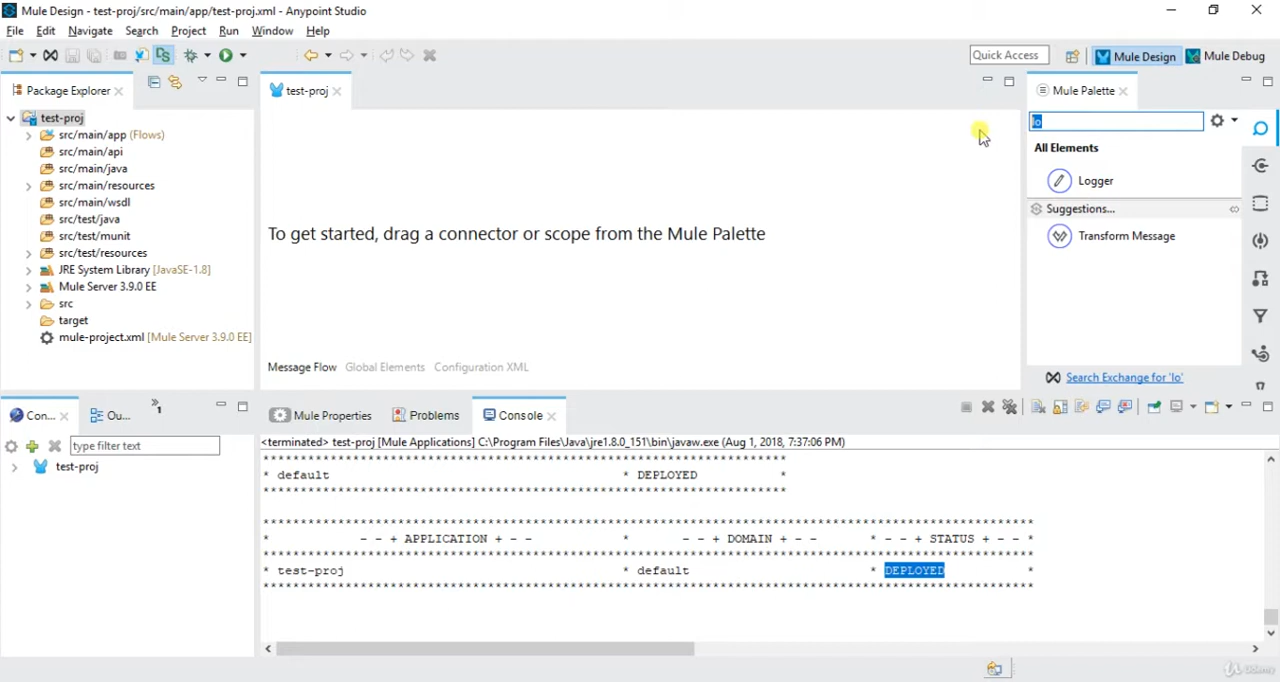 Mule Design - test-proj/src/main/app/test-proj.xml - Anypoint Studio
File Edit Navigate Search Project Run Window Help
Quick Access
Mule Design
Mule Debug
Package Explorer
test-proj
src/main/app (Flows)
src/main/api
src/main/java
src/main/resources
src/main/wsdl
src/test/java
src/test/munit
src/test/resources
JRE System Library [JavaSE-1.8]
Mule Server 3.9.0 EE
src
target
mule-project.xml [Mule Server 3.9.0 EE]
test-proj
To get started, drag a connector or scope from the Mule Palette
Message Flow Global Elements Configuration XML
Mule Palette
lo
All Elements
Logger
Suggestions...
Transform Message
Search Exchange for 'lo'
Con... Ou... »1
type filter text
test-proj
Mule Properties Problems Console
<terminated> test-proj [Mule Applications] C:\Program Files\Java\jre1.8.0_151\bin\javaw.exe (Aug 1, 2018, 7:37:06 PM)
* default * DEPLOYED *
* - - + APPLICATION + - - * - - + DOMAIN + - - * - - + STATUS + - - *
* test-proj * default * DEPLOYED *
Udemy